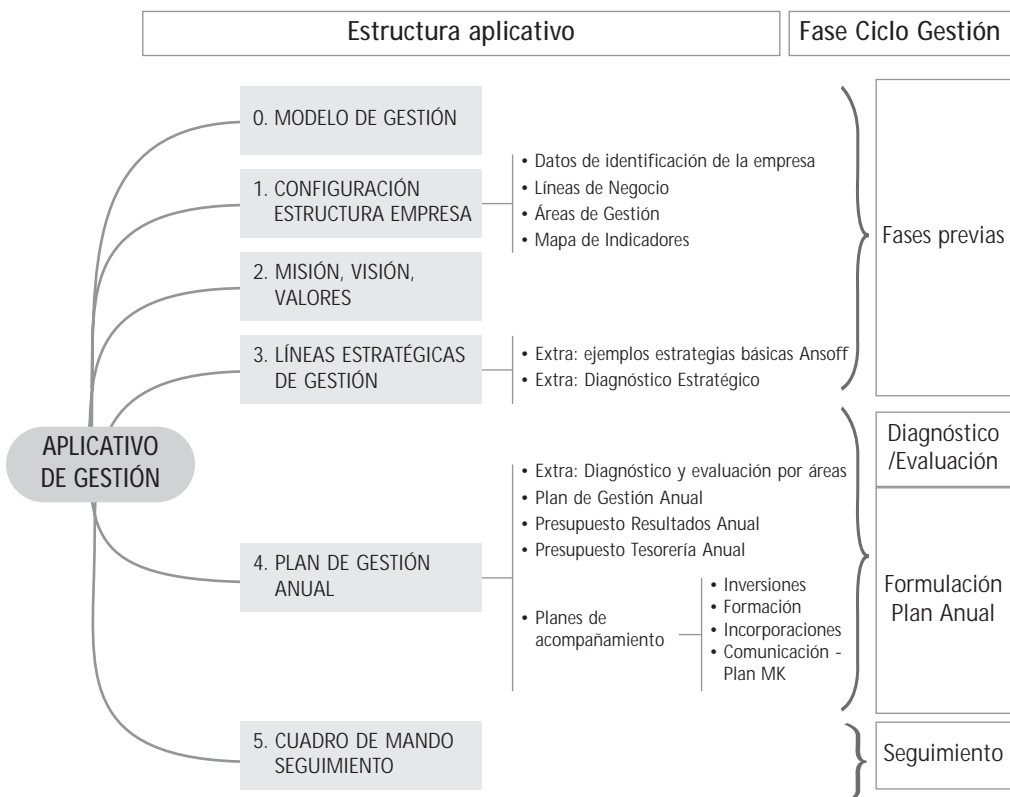 Estructura aplicativo
Fase Ciclo Gestión
0. MODELO DE GESTIÓN
1. CONFIGURACIÓN
ESTRUCTURA EMPRESA
• Datos de identificación de la empresa
• Líneas de Negocio
• Áreas de Gestión
• Mapa de Indicadores
2. MISIÓN, VISIÓN,
VALORES
3. LÍNEAS ESTRATÉGICAS
DE GESTIÓN
• Extra: ejemplos estrategias básicas Ansoff
• Extra: Diagnóstico Estratégico
Fases previas
APLICATIVO
DE GESTIÓN
4. PLAN DE GESTIÓN
ANUAL
• Extra: Diagnóstico y evaluación por áreas
• Plan de Gestión Anual
• Presupuesto Resultados Anual
• Presupuesto Tesorería Anual
• Planes de
acompañamiento
• Inversiones
• Formación
• Incorporaciones
• Comunicación -
Plan MK
Diagnóstico
/Evaluación
Formulación
Plan Anual
5. CUADRO DE MANDO
SEGUIMIENTO
Seguimiento